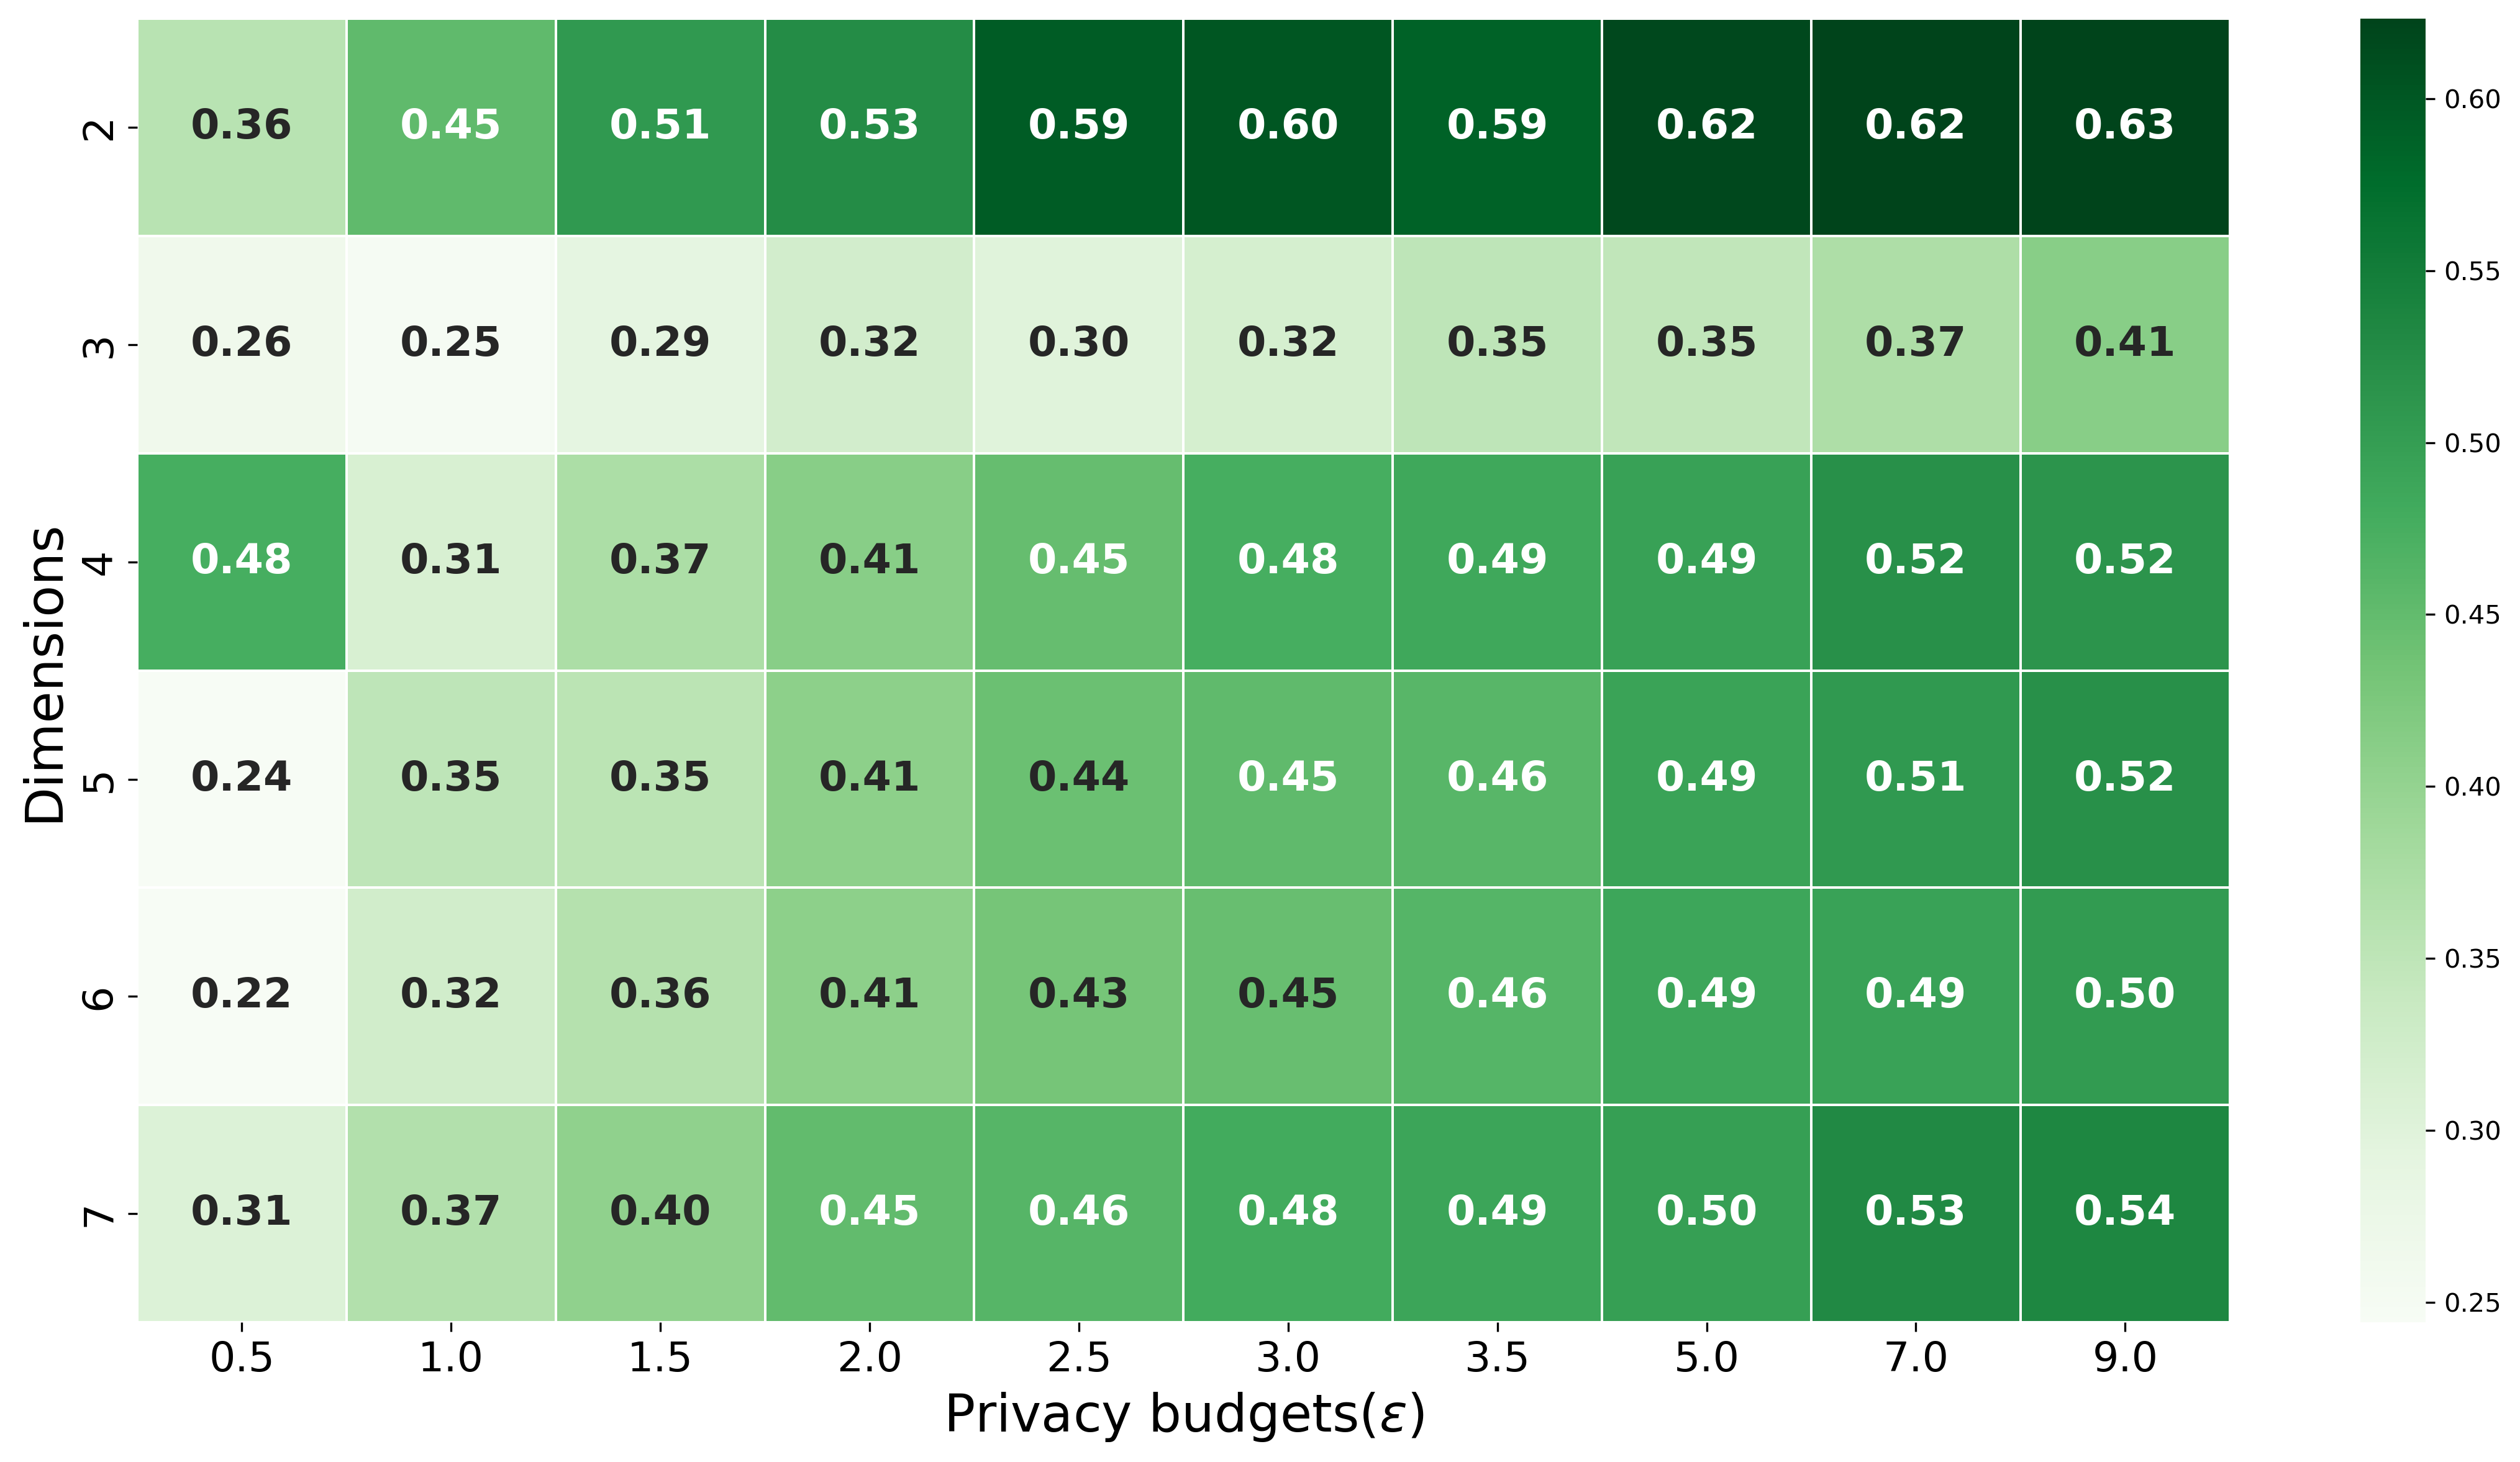 2 0.36 0.45 0.51 0.53 0.59 0.60 0.59 0.62 0.62 0.63
3 0.26 0.25 0.29 0.32 0.30 0.32 0.35 0.35 0.37 0.41
4 0.48 0.31 0.37 0.41 0.45 0.48 0.49 0.49 0.52 0.52
5 0.24 0.35 0.35 0.41 0.44 0.45 0.46 0.49 0.51 0.52
6 0.22 0.32 0.36 0.41 0.43 0.45 0.46 0.49 0.49 0.50
7 0.31 0.37 0.40 0.45 0.46 0.48 0.49 0.50 0.53 0.54
0.5 1.0 1.5 2.0 2.5 3.0 3.5 5.0 7.0 9.0
Privacy budgets(ε)
Dimensions
0.60
0.55
0.50
0.45
0.40
0.35
0.30
0.25